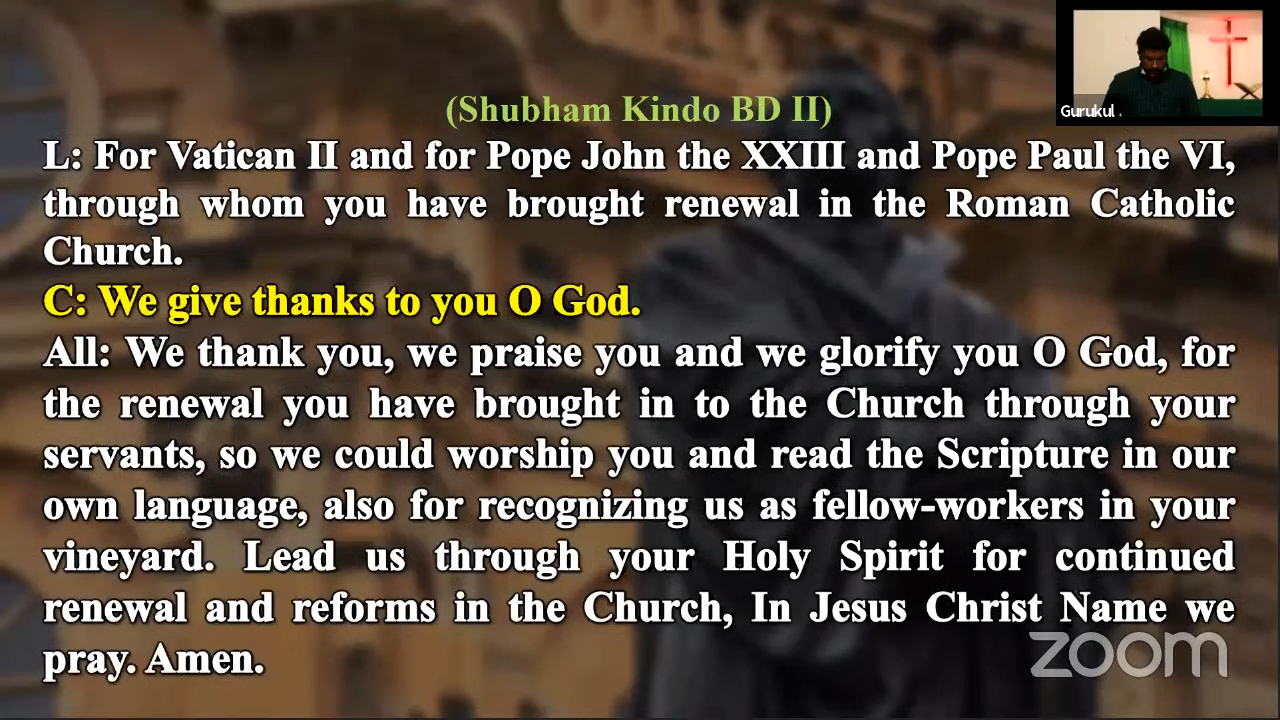 Gurukul
(Shubham Kindo BD II)
L: For Vatican II and for Pope John the XXIII and Pope Paul the VI,
through whom you have brought renewal in the Roman Catholic
Church.
C: We give thanks to you O God.
All: We thank you, we praise you and we glorify you O God, for
the renewal you have brought in to the Church through your
servants, so we could worship you and read the Scripture in our
own language, also for recognizing us as fellow-workers in your
vineyard. Lead us through your Holy Spirit for continued
renewal and reforms in the Church, In Jesus Christ Name we
pray. Amen.
zoom